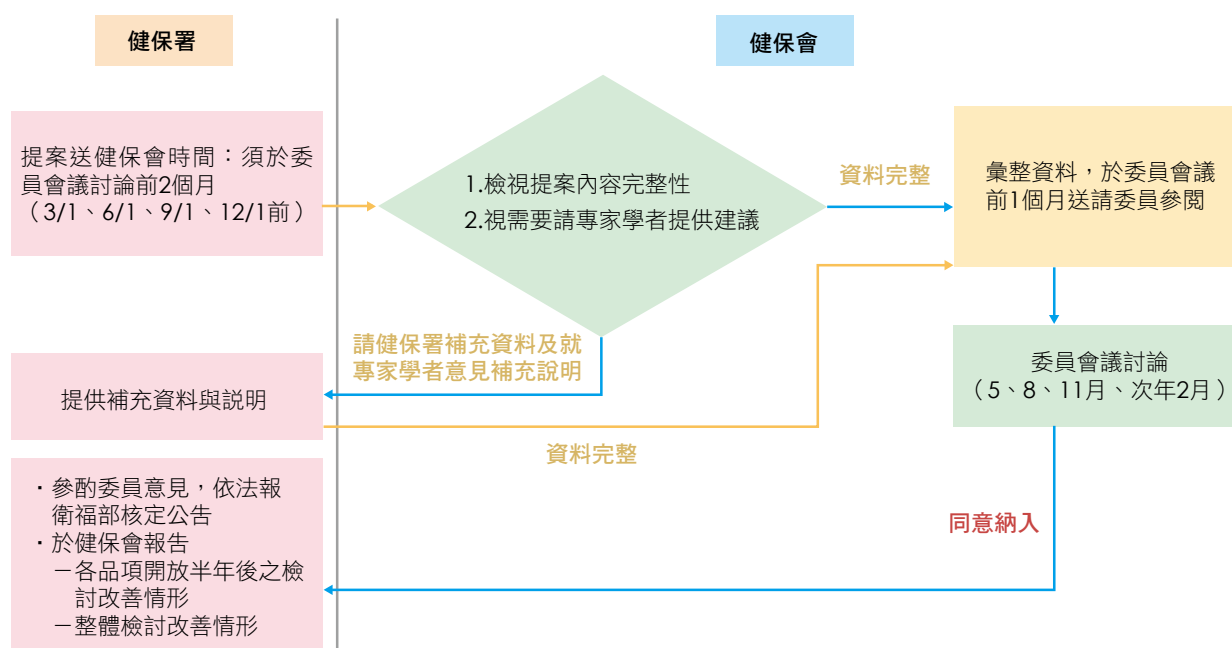 健保署
健保會
提案送健保會時間：須於委
員會議討論前2個月
（3/1、6/1、9/1、12/1前）
1.檢視提案內容完整性
2.視需要請專家學者提供建議
資料完整
彙整資料，於委員會議
前1個月送請委員參閱
請健保署補充資料及就
專家學者意見補充說明
提供補充資料與説明
資料完整
委員會議討論
（5、8、11月、次年2月）
・參酌委員意見，依法報
衛福部核定公告
・於健保會報告
－各品項開放半年後之檢
討改善情形
－整體檢討改善情形
同意納入